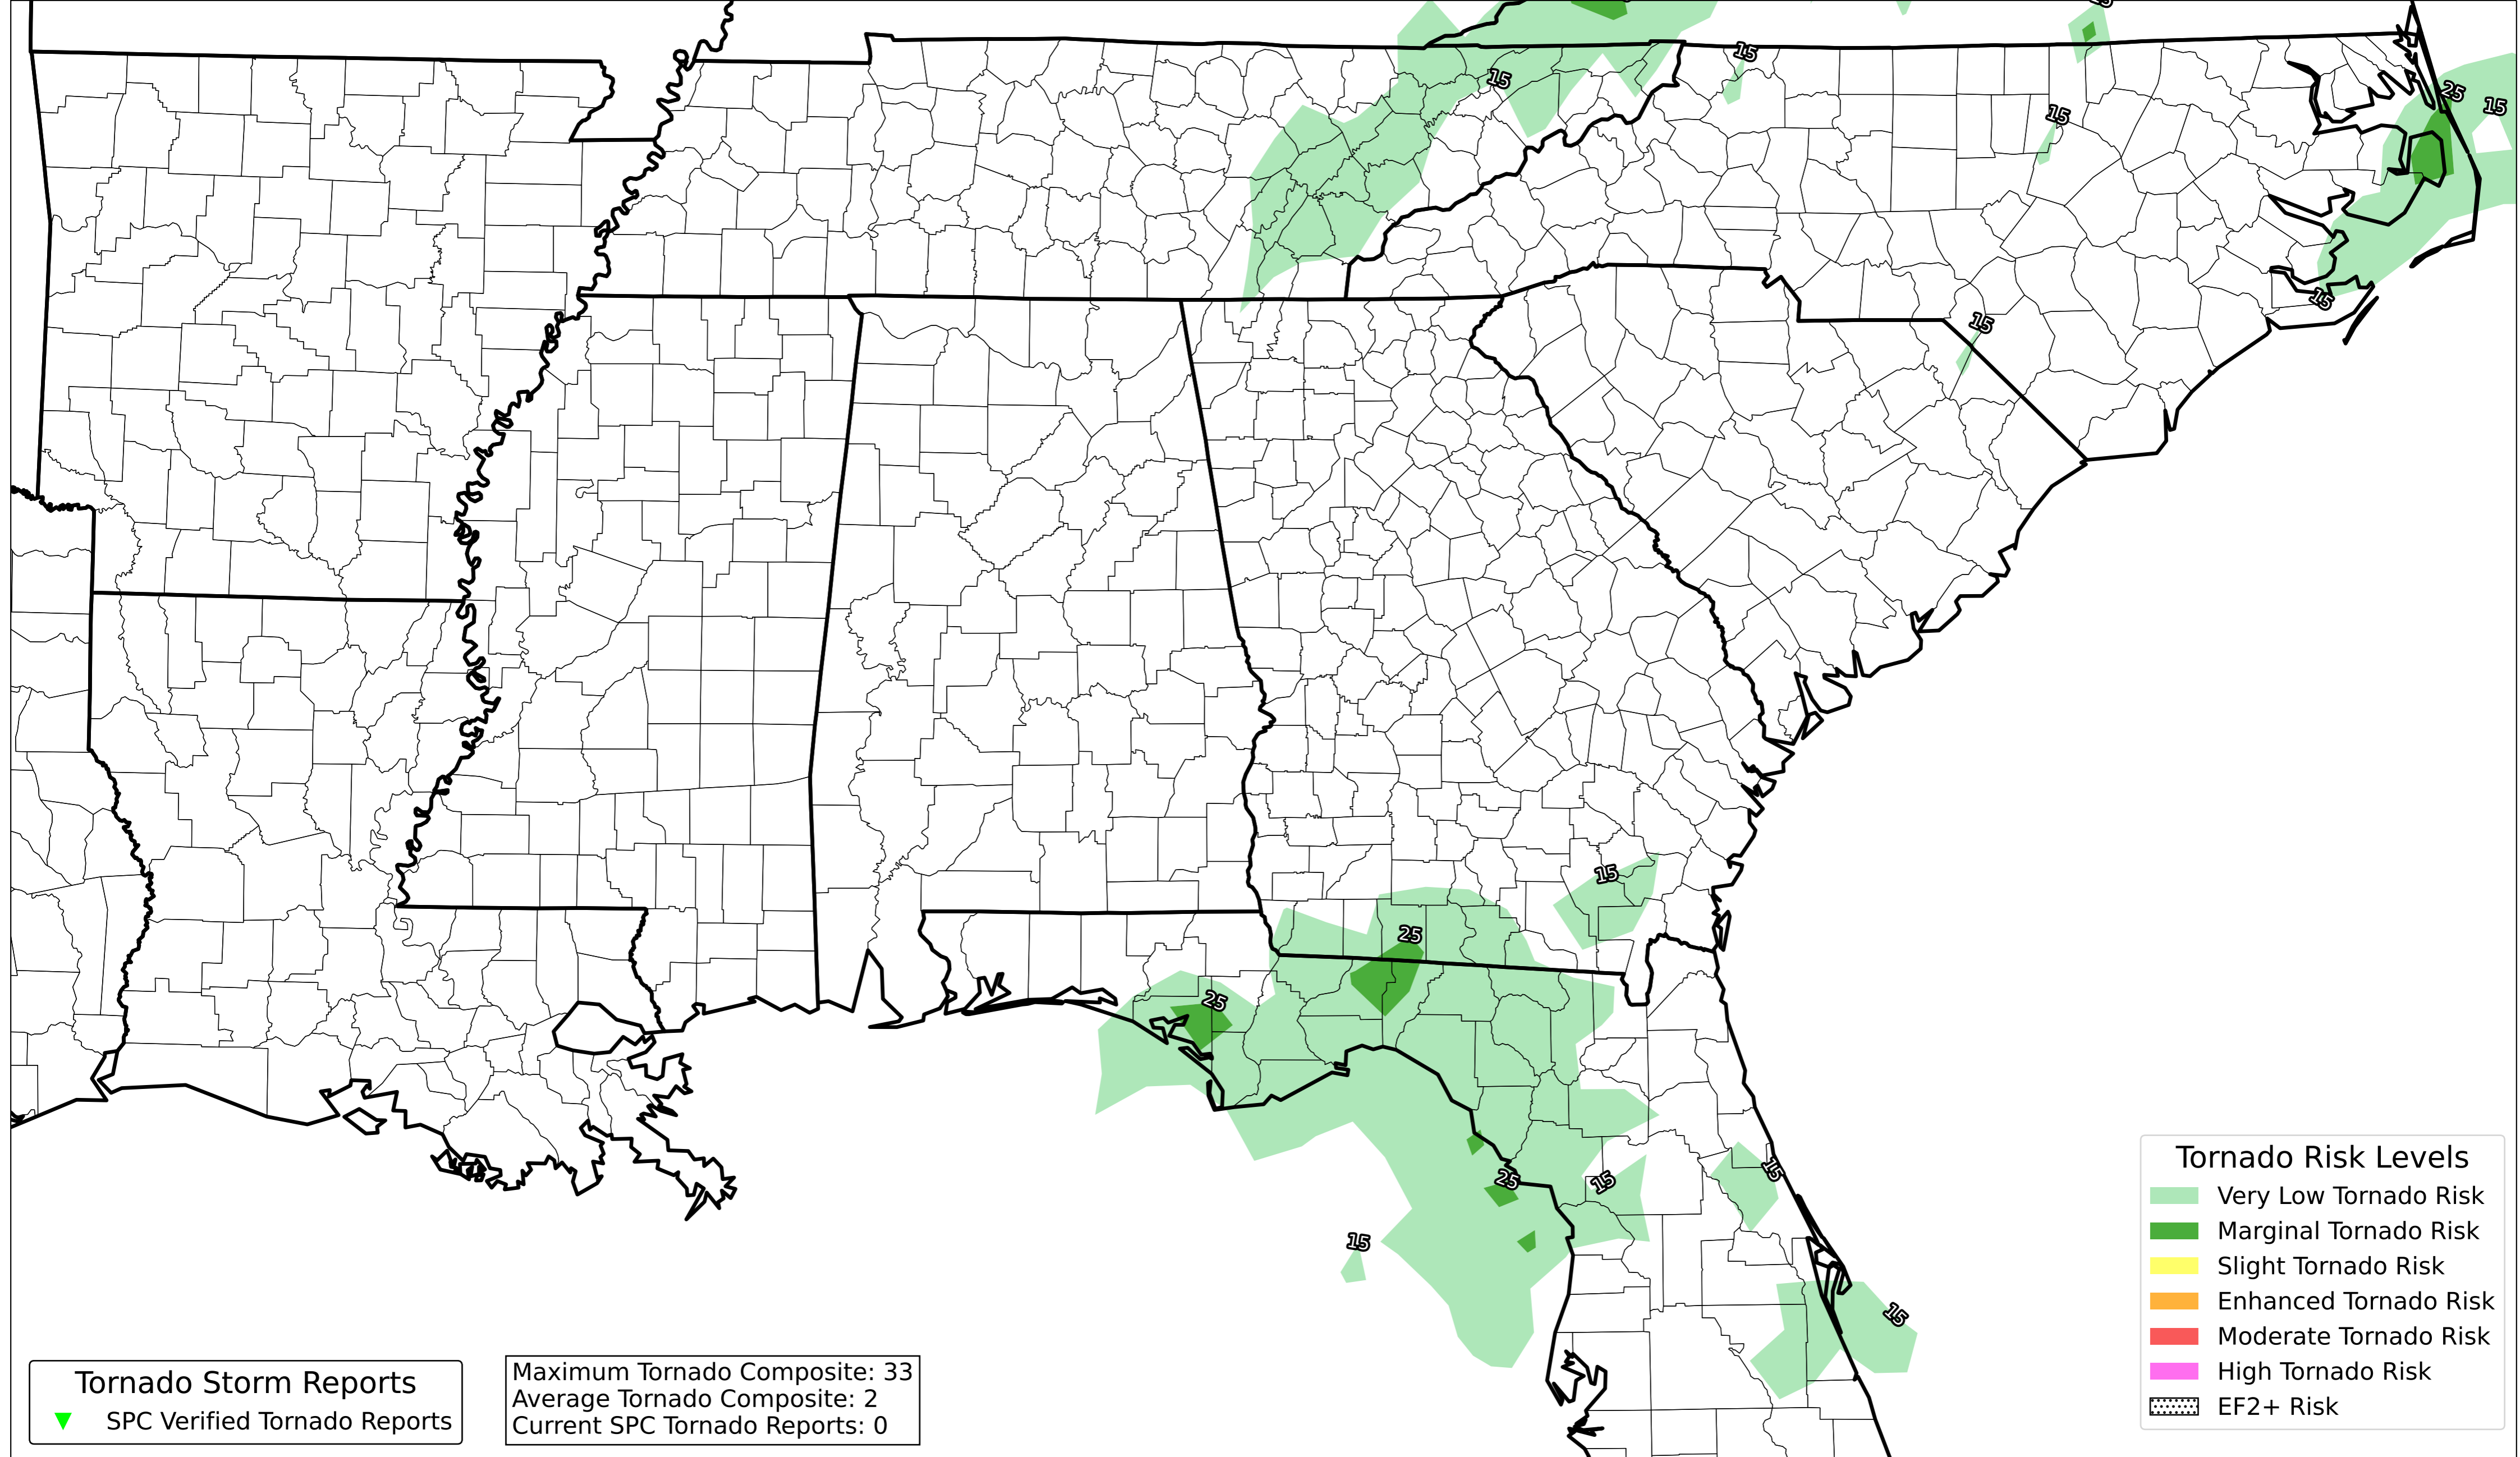 15
15
15
25
15
15
15
15
15
15
25
25
15
25
15
15
15
Tornado Risk Levels
Very Low Tornado Risk
Marginal Tornado Risk
Slight Tornado Risk
Enhanced Tornado Risk
Moderate Tornado Risk
High Tornado Risk
EF2+ Risk
Tornado Storm Reports
SPC Verified Tornado Reports
Maximum Tornado Composite: 33
Average Tornado Composite: 2
Current SPC Tornado Reports: 0